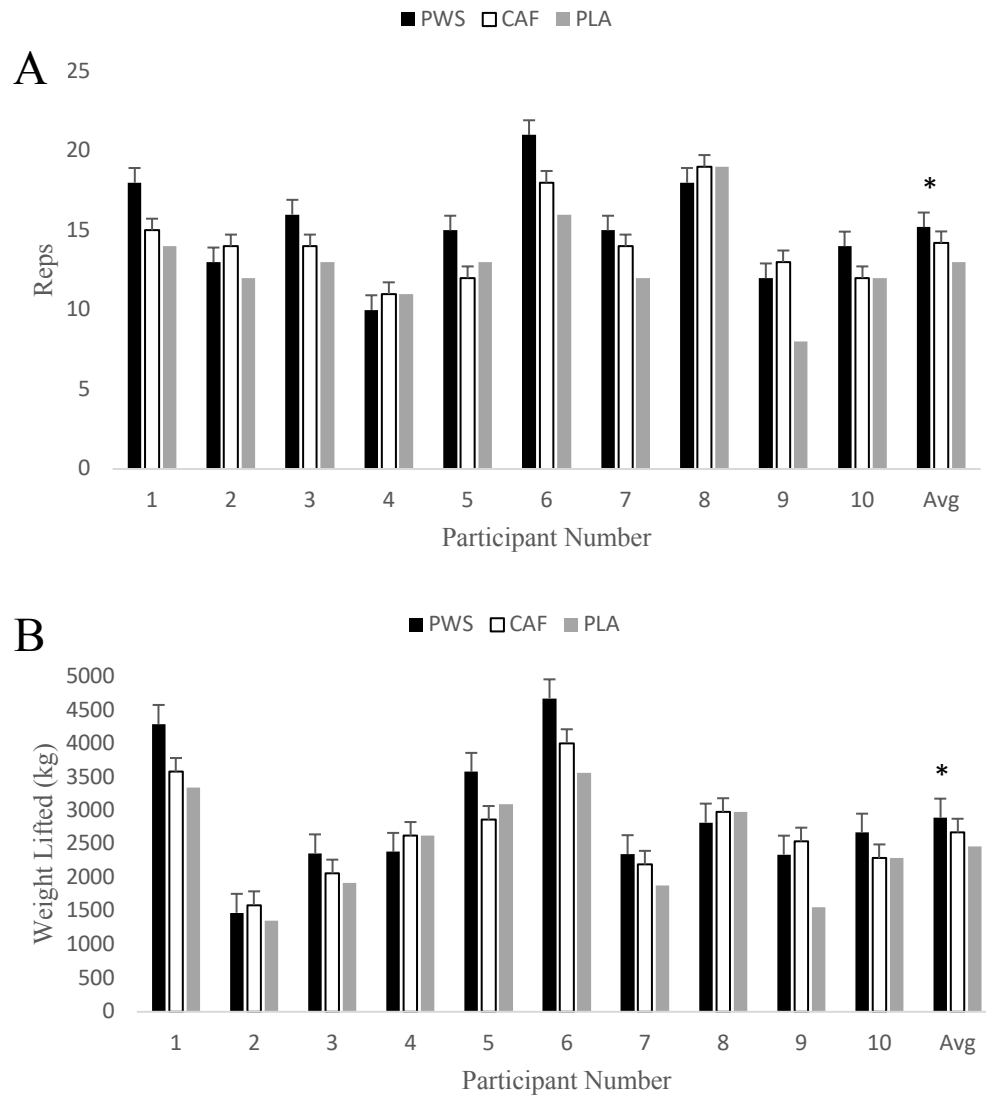 PWS CAF PLA
A
25
20
15
10
5
0
Reps
*
1 2 3 4 5 6 7 8 9 10 Avg
Participant Number
B
PWS CAF PLA
5000
4500
4000
3500
3000
2500
2000
1500
1000
500
0
Weight Lifted (kg)
*
1 2 3 4 5 6 7 8 9 10 Avg
Participant Number